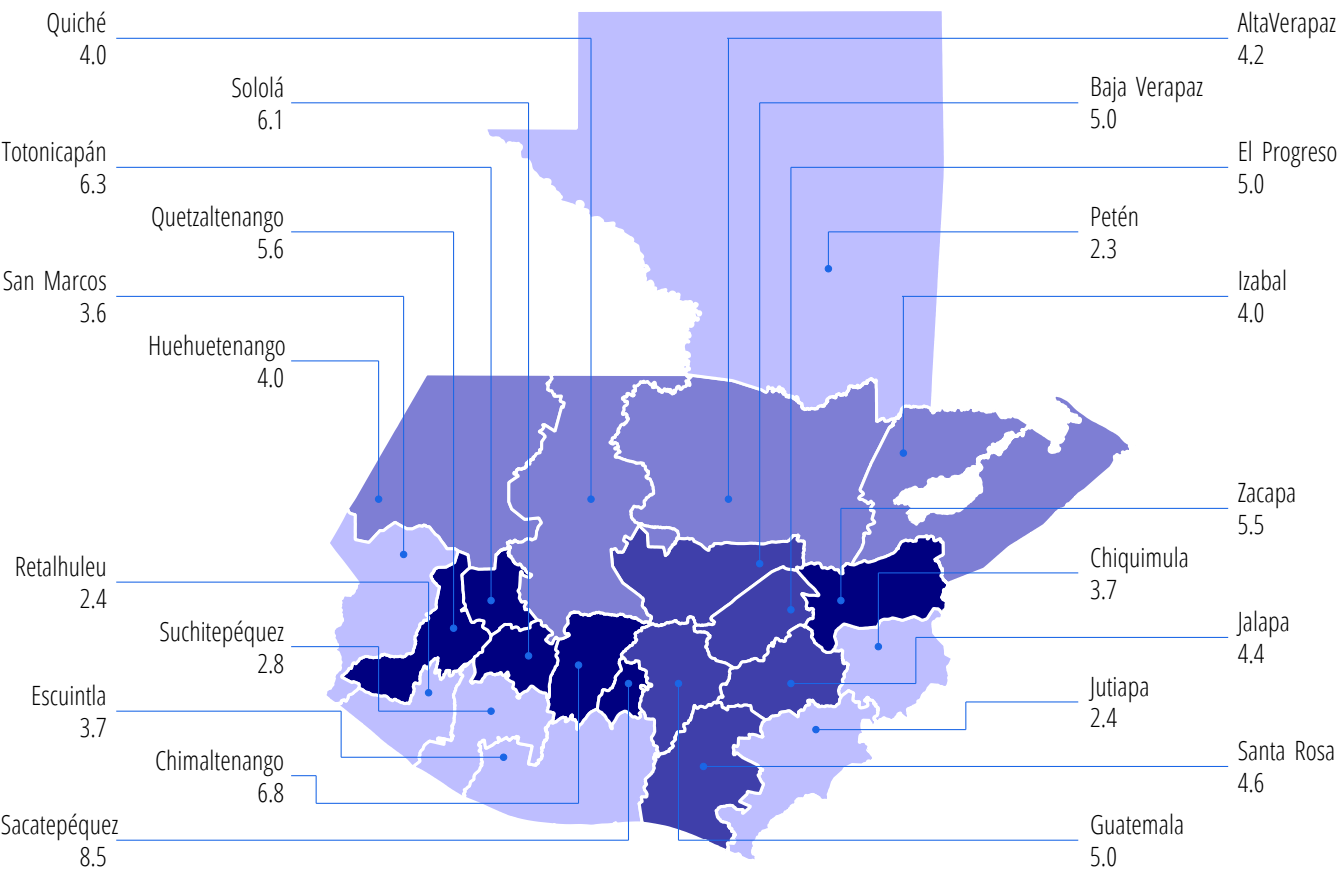 Quiché
4.0
Sololá
6.1
Totonicapán
6.3
Quetzaltenango
5.6
San Marcos
3.6
Huehuetenango
4.0
Retalhuleu
2.4
Suchitepéquez
2.8
Escuintla
3.7
Chimaltenango
6.8
Sacatepéquez
8.5
AltaVerapaz
4.2
Baja Verapaz
5.0
El Progreso
5.0
Petén
2.3
Izabal
4.0
Zacapa
5.5
Chiquimula
3.7
Jalapa
4.4
Jutiapa
2.4
Santa Rosa
4.6
Guatemala
5.0